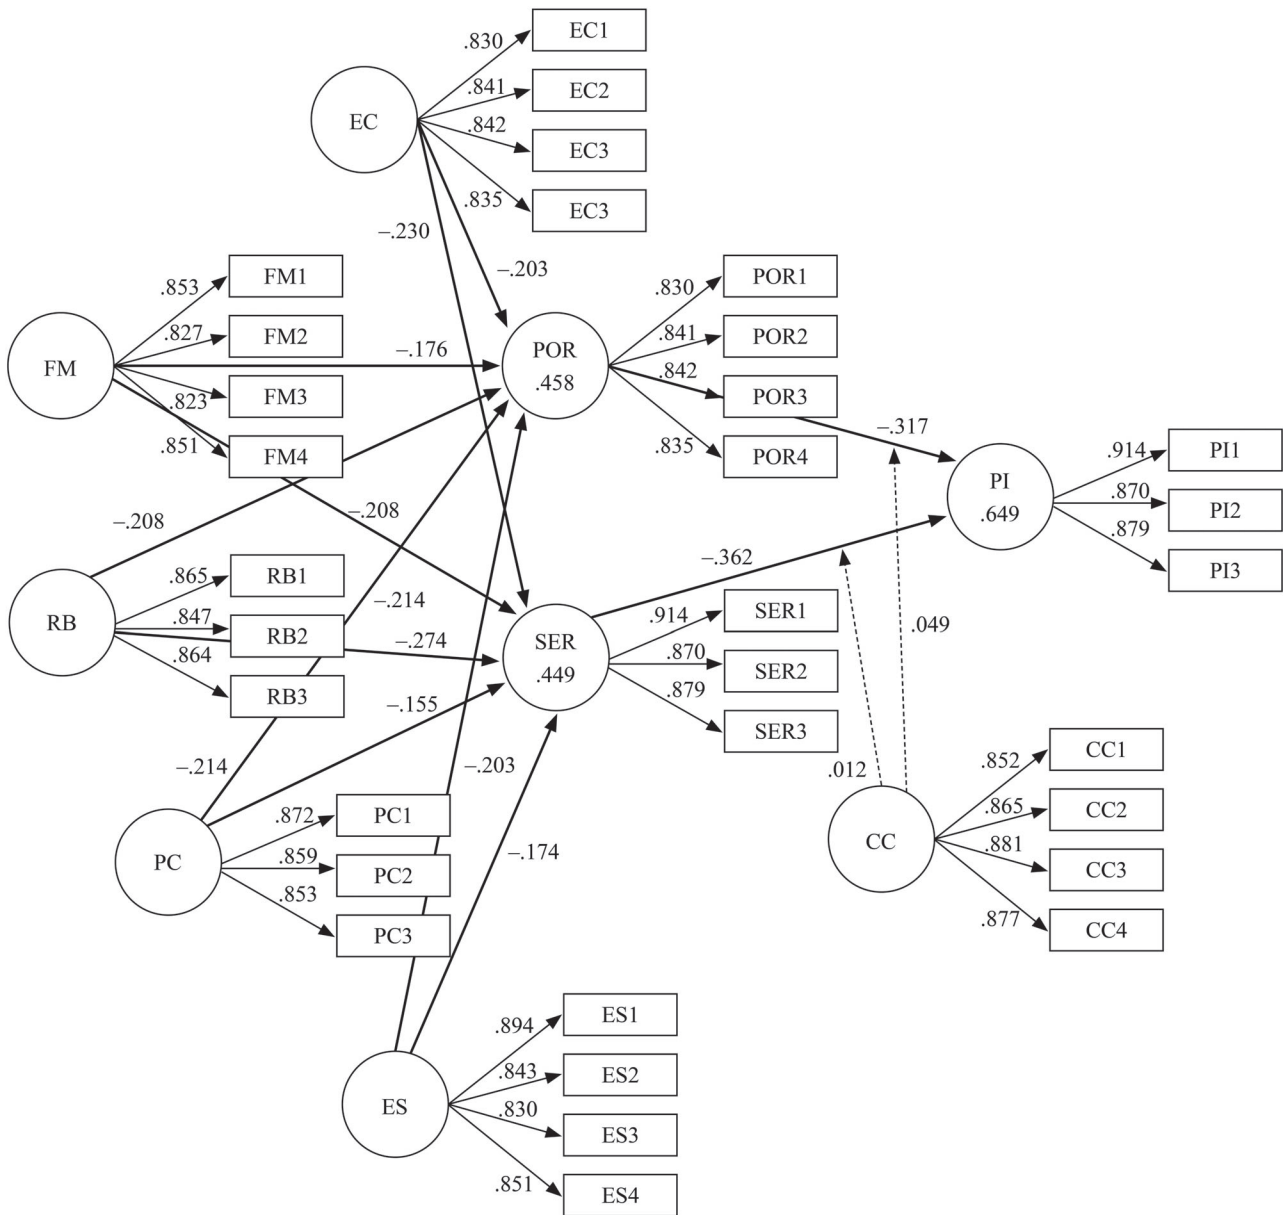 EC1
.830
EC2
.841
EC
EC3
.842
EC3
.835
–.230
–.203
FM1
.853
FM2
.827
FM
FM3
.823
FM4
.851
–.176
POR
.458
POR1
.830
POR2
.841
POR3
.842
POR4
.835
–.317
PI
.649
PI1
.914
PI2
.870
PI3
.879
–.208
–.208
–.362
RB1
.865
RB
RB2
.847
RB3
.864
–.214
–.274
–.155
SER
.449
SER1
.914
SER2
.870
SER3
.879
.049
.012
CC
CC1
.852
CC2
.865
CC3
.881
CC4
.877
–.214
–.203
–.174
PC
PC1
.872
PC2
.859
PC3
.853
ES
ES1
.894
ES2
.843
ES3
.830
ES4
.851